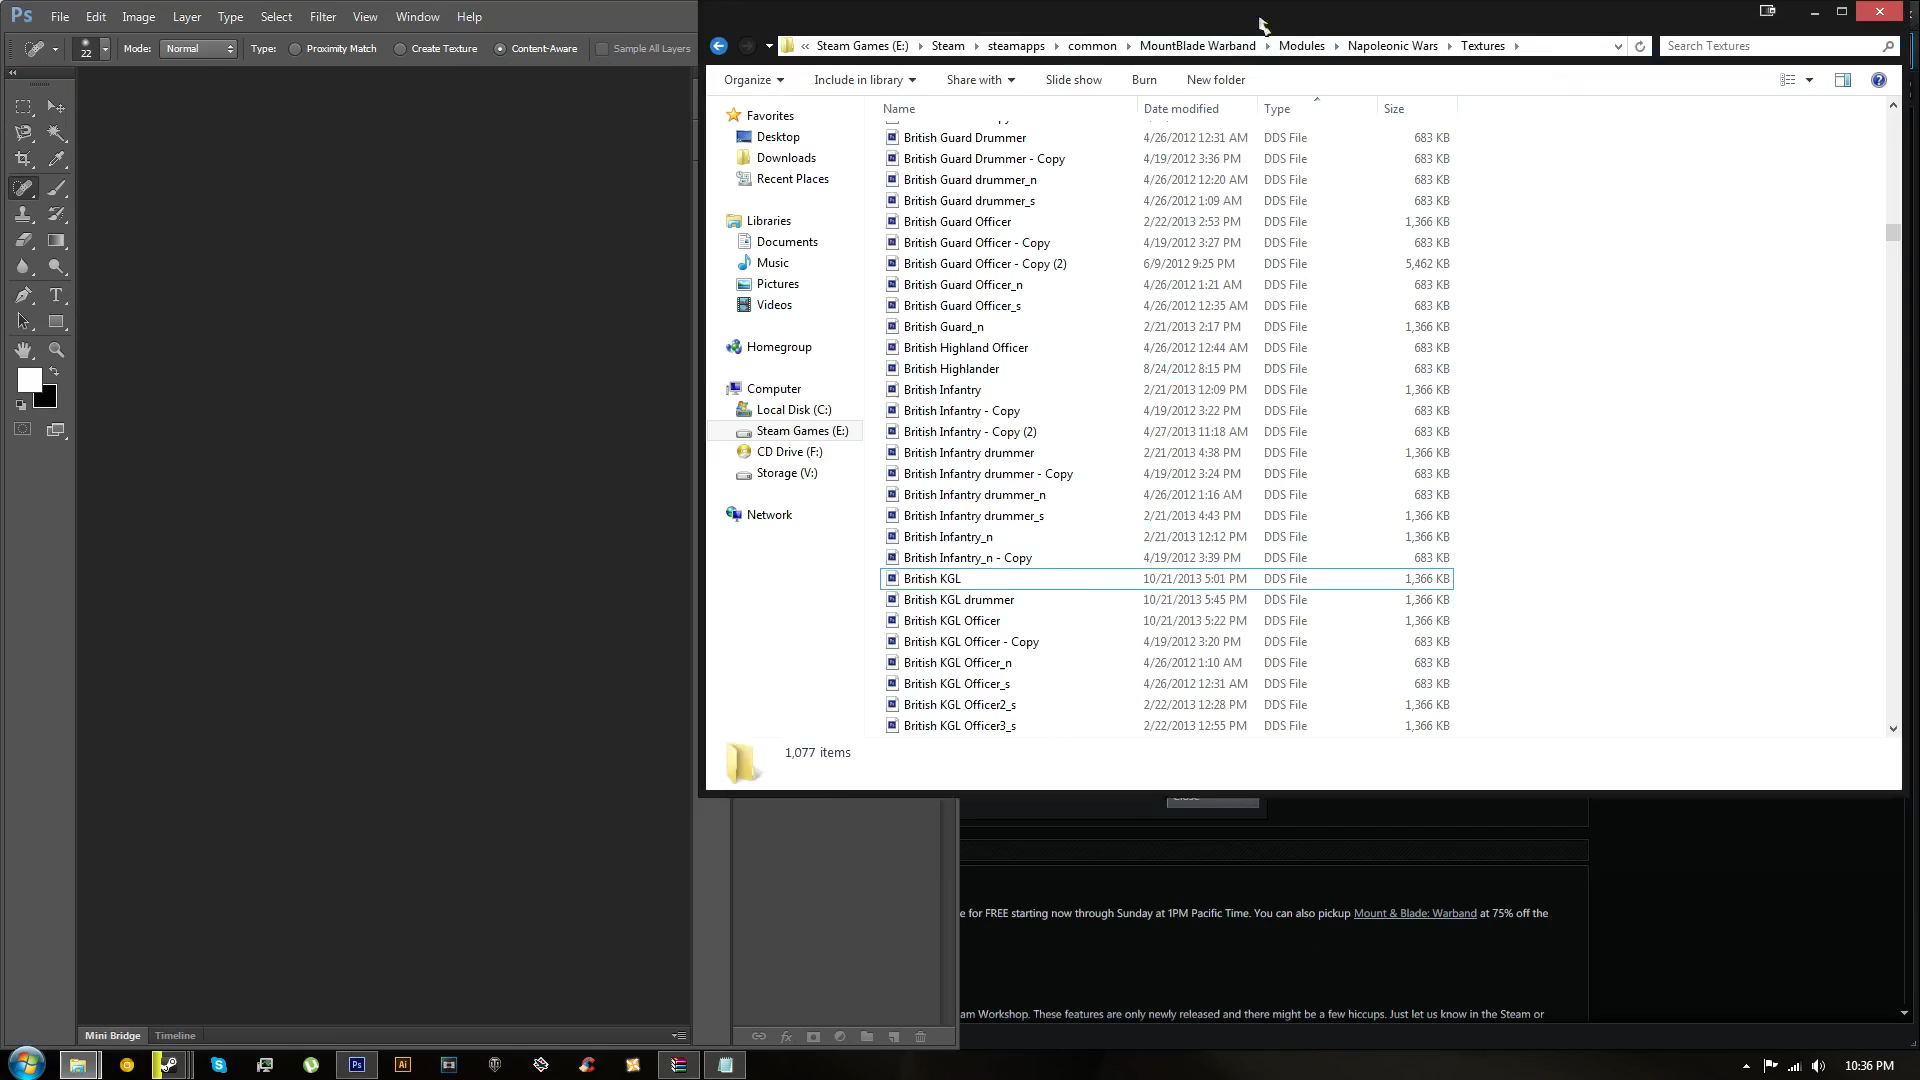 Ps File Edit Image Layer Type Select Filter View Window Help
22 Mode: Normal Type: Proximity Match Create Texture Content-Aware Sample All Layers
« Steam Games (E:) Steam steamapps common MountBlade Warband Modules Napoleonic Wars Textures Search Textures
Organize Include in library Share with Slide show Burn New folder
Name Date modified Type Size
Favorites
Desktop
Downloads
Recent Places
Libraries
Documents
Music
Pictures
Videos
Homegroup
Computer
Local Disk (C:)
Steam Games (E:)
CD Drive (F:)
Storage (V:)
Network
British Guard Drummer 4/26/2012 12:31 AM DDS File 683 KB
British Guard Drummer - Copy 4/19/2012 3:36 PM DDS File 683 KB
British Guard drummer_n 4/26/2012 12:20 AM DDS File 683 KB
British Guard drummer_s 4/26/2012 1:09 AM DDS File 683 KB
British Guard Officer 2/22/2013 2:53 PM DDS File 1,366 KB
British Guard Officer - Copy 4/19/2012 3:27 PM DDS File 683 KB
British Guard Officer - Copy (2) 6/9/2012 9:25 PM DDS File 5,462 KB
British Guard Officer_n 4/26/2012 1:21 AM DDS File 683 KB
British Guard Officer_s 4/26/2012 12:35 AM DDS File 683 KB
British Guard_n 2/21/2013 2:17 PM DDS File 1,366 KB
British Highland Officer 4/26/2012 12:44 AM DDS File 683 KB
British Highlander 8/24/2012 8:15 PM DDS File 683 KB
British Infantry 2/21/2013 12:09 PM DDS File 1,366 KB
British Infantry - Copy 4/19/2012 3:22 PM DDS File 683 KB
British Infantry - Copy (2) 4/27/2013 11:18 AM DDS File 683 KB
British Infantry drummer 2/21/2013 4:38 PM DDS File 1,366 KB
British Infantry drummer - Copy 4/19/2012 3:24 PM DDS File 683 KB
British Infantry drummer_n 4/26/2012 1:16 AM DDS File 683 KB
British Infantry drummer_s 2/21/2013 4:43 PM DDS File 1,366 KB
British Infantry_n 2/21/2013 12:12 PM DDS File 1,366 KB
British Infantry_n - Copy 4/19/2012 3:39 PM DDS File 683 KB
British KGL 10/21/2013 5:01 PM DDS File 1,366 KB
British KGL drummer 10/21/2013 5:45 PM DDS File 1,366 KB
British KGL Officer 10/21/2013 5:22 PM DDS File 1,366 KB
British KGL Officer - Copy 4/19/2012 3:20 PM DDS File 683 KB
British KGL Officer_n 4/26/2012 1:10 AM DDS File 683 KB
British KGL Officer_s 4/26/2012 12:31 AM DDS File 683 KB
British KGL Officer2_s 2/22/2013 12:28 PM DDS File 1,366 KB
British KGL Officer3_s 2/22/2013 12:55 PM DDS File 1,366 KB
1,077 items
e for FREE starting now through Sunday at 1PM Pacific Time. You can also pickup Mount & Blade: Warband at 75% off the
am Workshop. These features are only newly released and there might be a few hiccups. Just let us know in the Steam or
Mini Bridge Timeline
fx
Ps Ai 10:36 PM